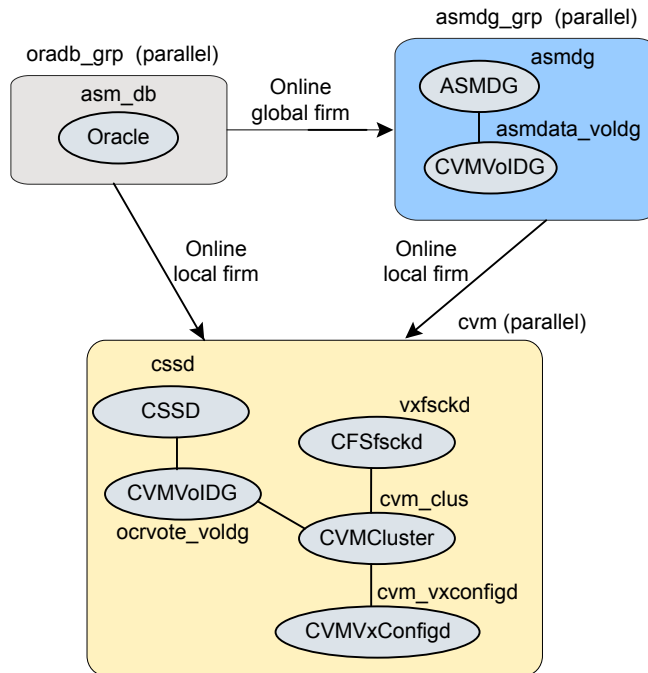 asmdg_grp (parallel)
oradb_grp (parallel)
asm_db
Oracle
Online
global firm
asmdg
ASMDG
asmdata_voldg
CVMVolDG
Online
local firm
Online
local firm
cvm (parallel)
cssd
CSSD
vxfsckd
CFSfsckd
CVMVolDG
ocrvote_voldg
cvm_clus
CVMCluster
cvm_vxconfigd
CVMVxConfigd